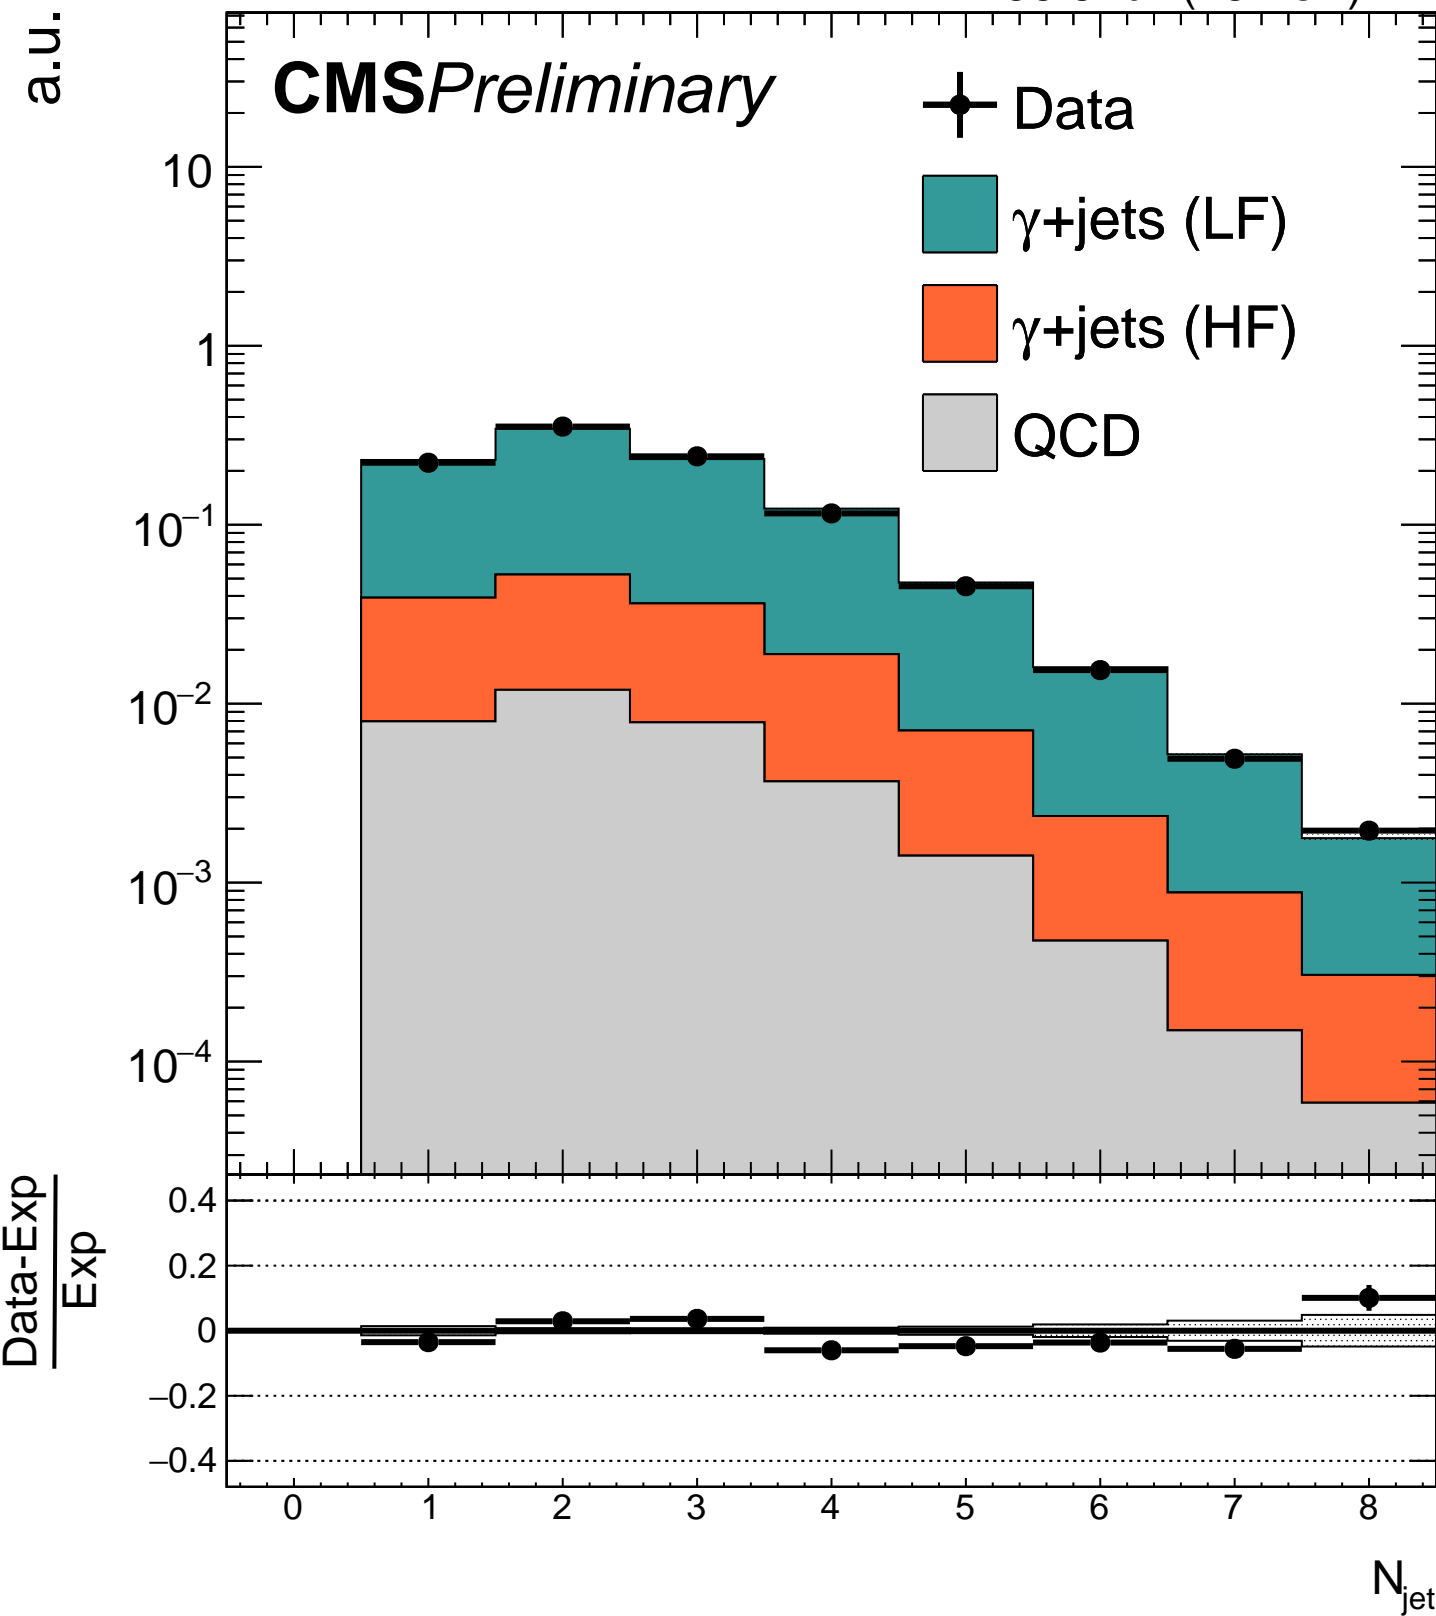 a.u.
CMS Preliminary
Data
γ+jets (LF)
γ+jets (HF)
QCD
10
1
10−1
10−2
10−3
10−4
Data-Exp
Exp
0.4
0.2
0
−0.2
−0.4
0 1 2 3 4 5 6 7 8
Njet